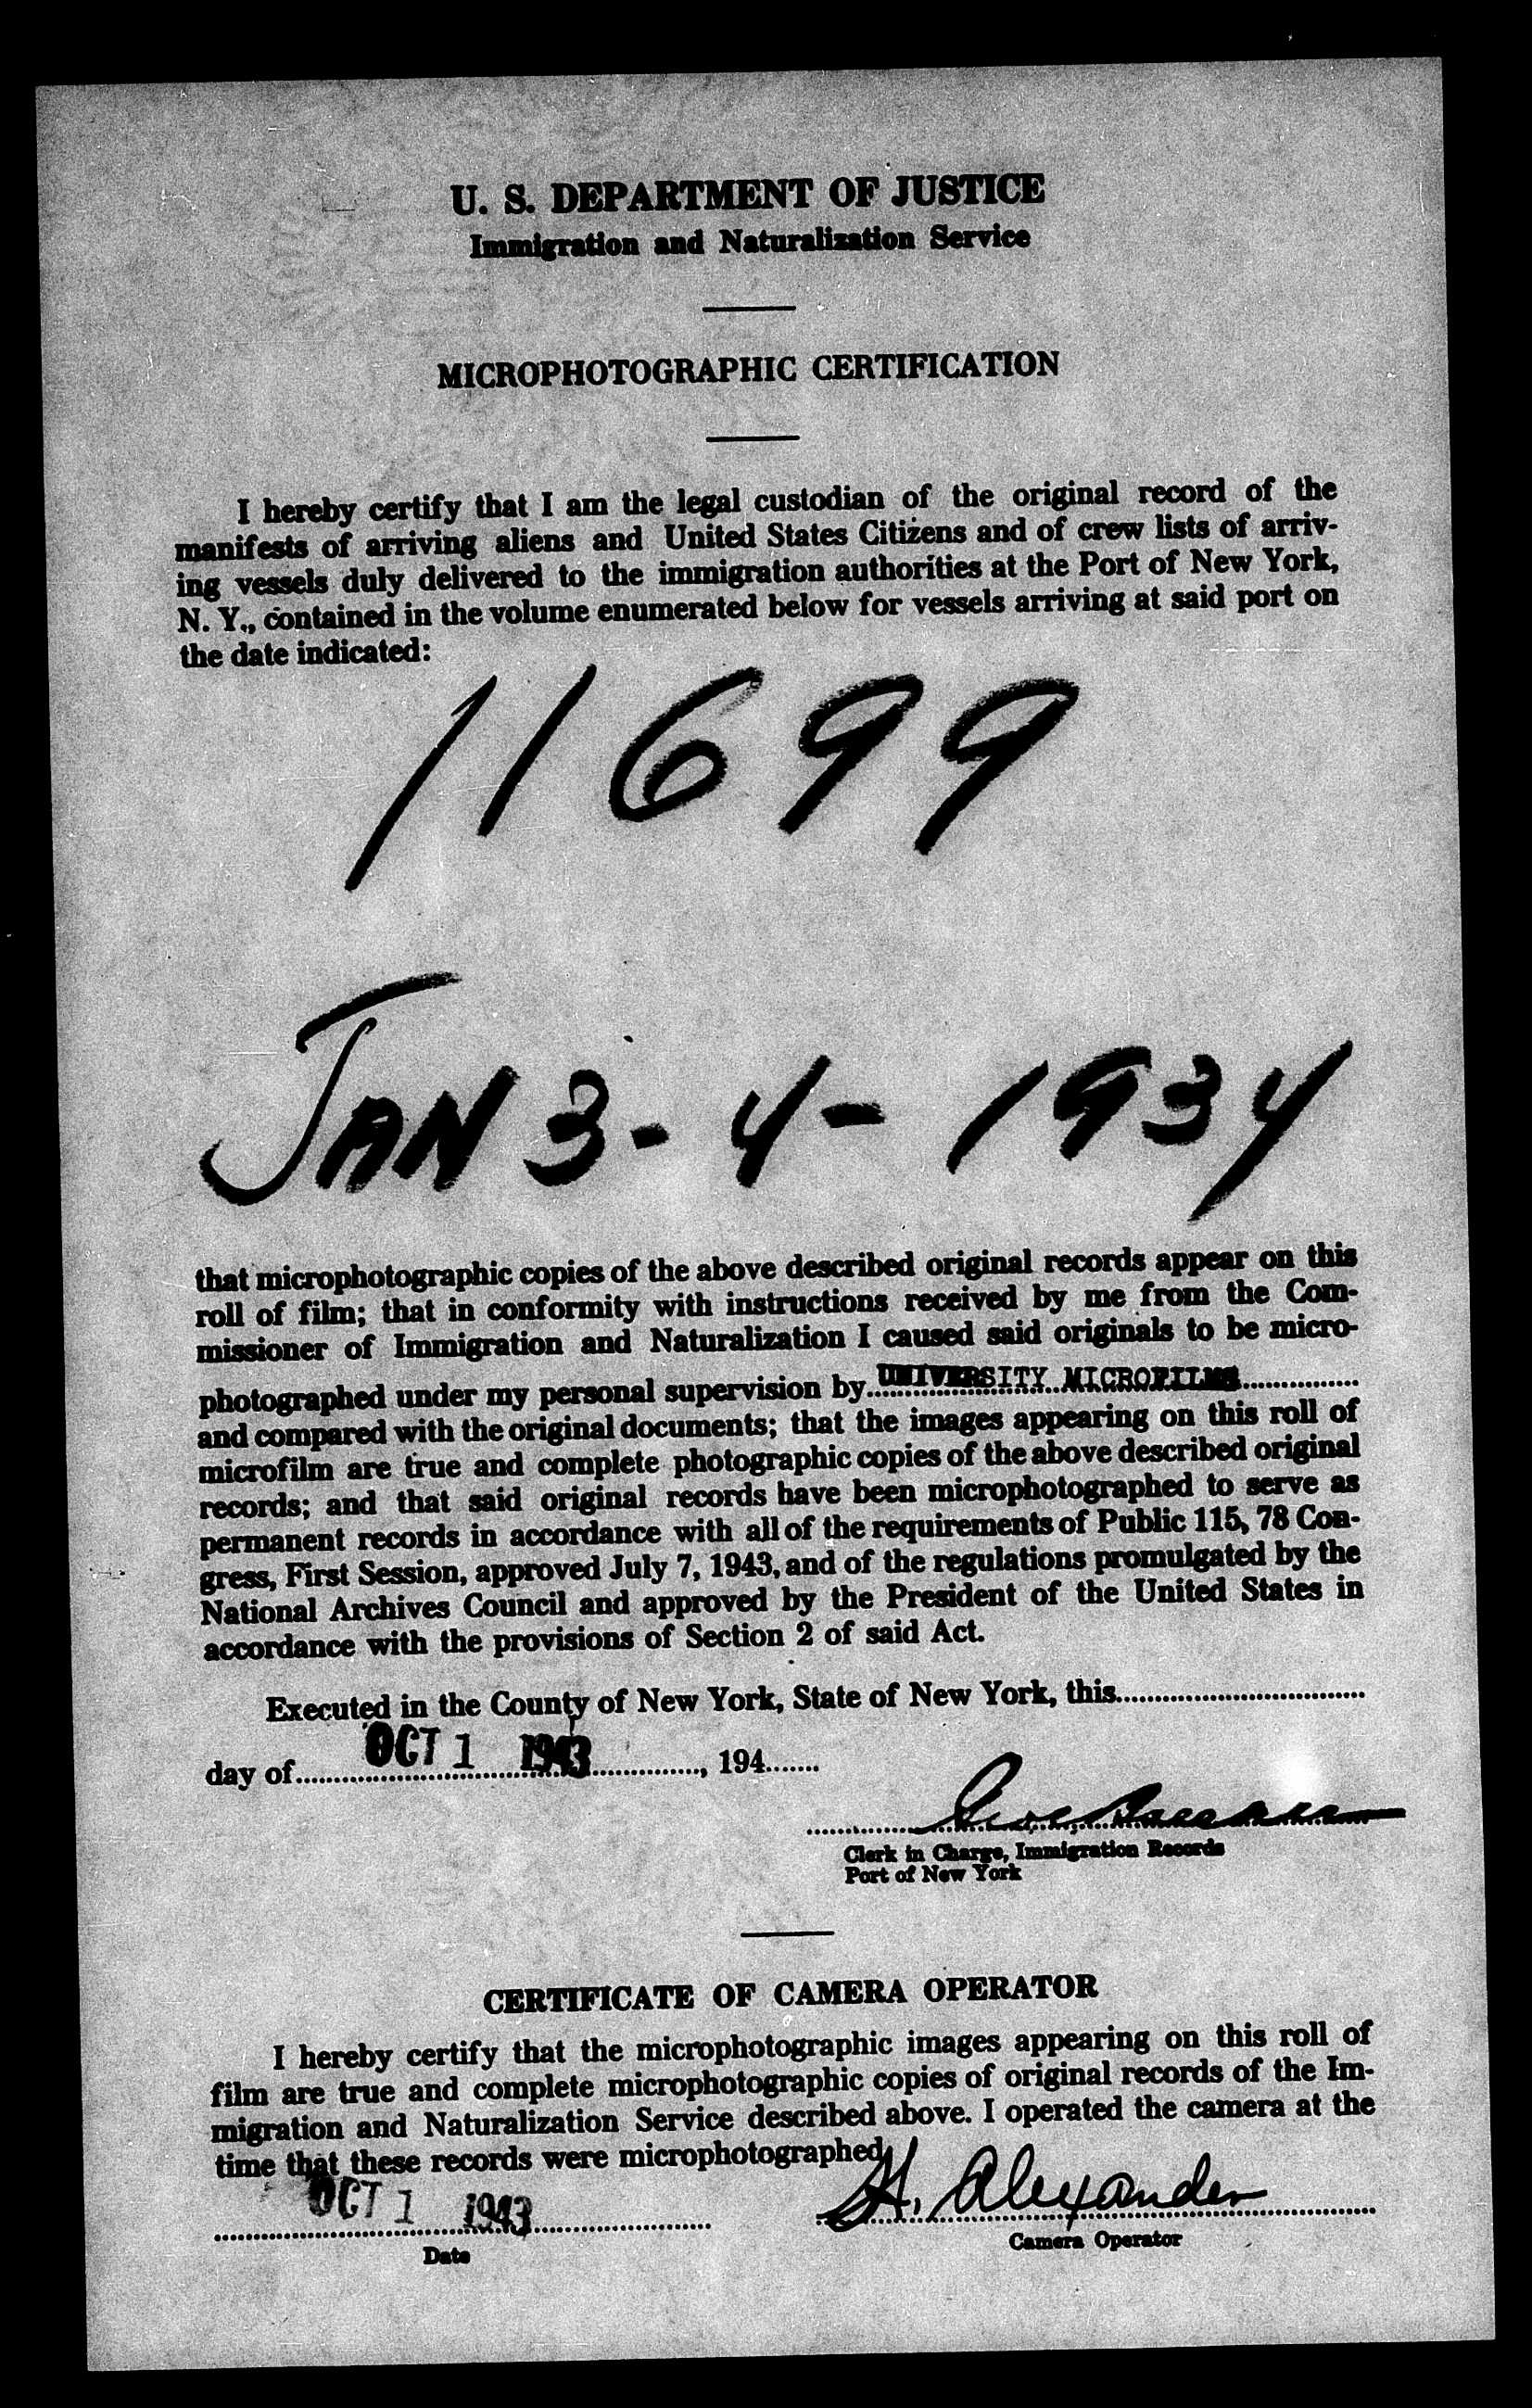 U. S. DEPARTMENT OF JUSTICE
Immigration and Naturalization Service
MICROPHOTOGRAPHIC CERTIFICATION
I hereby certify that I am the legal custodian of the original record of the
manifests of arriving aliens and United States Citizens and of crew lists of arriv-
ing vessels duly delivered to the immigration authorities at the Port of New York,
N. Y., contained in the volume enumerated below for vessels arriving at said port on
the date indicated:
11699
JAN 3-4-1934
that microphotographic copies of the above described original records appear on this
roll of film; that in conformity with instructions received by me from the Com-
missioner of Immigration and Naturalization I caused said originals to be micro-
photographed under my personal supervision by UNIVERSITY MICROFILMS
and compared with the original documents; that the images appearing on this roll of
microfilm are true and complete photographic copies of the above described original
records; and that said original records have been microphotographed to serve as
permanent records in accordance with all of the requirements of Public 115, 78 Con-
gress, First Session, approved July 7, 1943, and of the regulations promulgated by the
National Archives Council and approved by the President of the United States in
accordance with the provisions of Section 2 of said Act.
Executed in the County of New York, State of New York, this
day of OCT 1 1943, 194
Clerk in Charge, Immigration Records
Port of New York
CERTIFICATE OF CAMERA OPERATOR
I hereby certify that the microphotographic images appearing on this roll of
film are true and complete microphotographic copies of original records of the Im-
migration and Naturalization Service described above. I operated the camera at the
time that these records were microphotographed.
OCT 1 1943 H. Alexander
Date Camera Operator